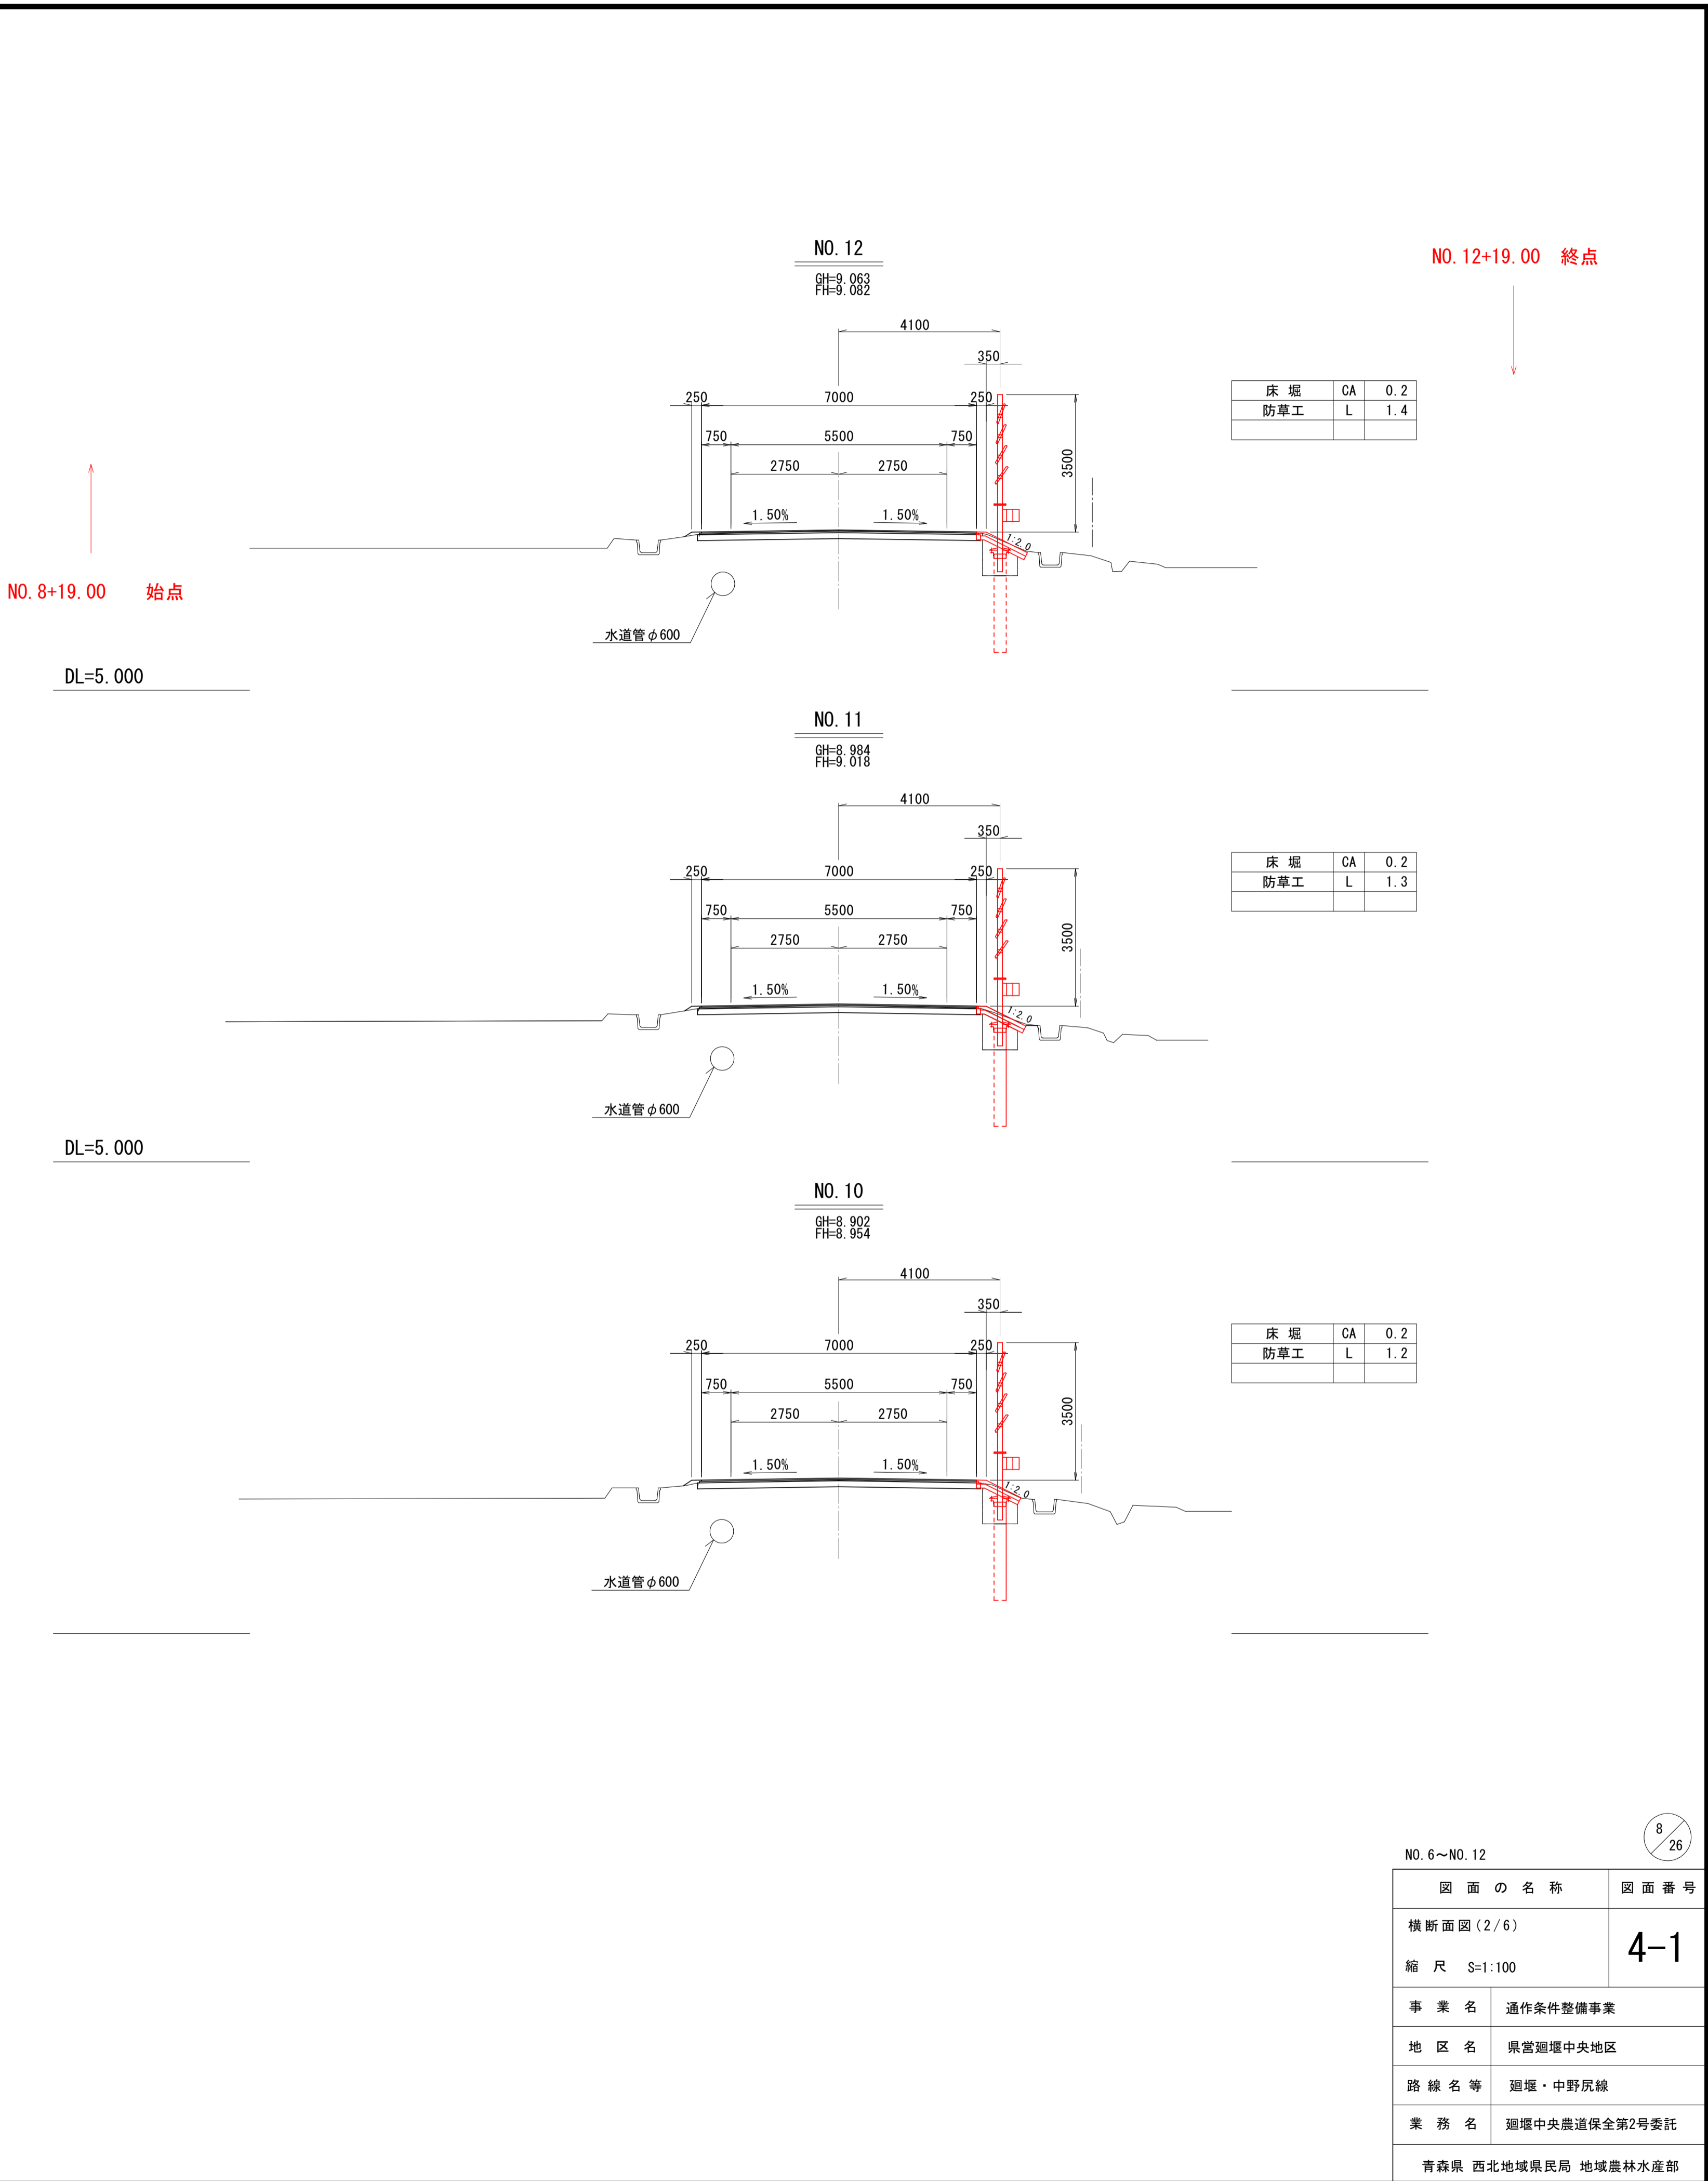 NO.12
GH=9.063
FH=9.082
NO.12+19.00 終点
4100
350
250 7000 250
750 5500 750
2750 2750
3500
1.50% 1.50%
1:2.0
床 堀 CA 0.2
防草工 L 1.4
NO.8+19.00 始点
水道管φ600
DL=5.000
NO.11
GH=8.984
FH=9.018
4100
350
250 7000 250
750 5500 750
2750 2750
3500
1.50% 1.50%
1:2.0
床 堀 CA 0.2
防草工 L 1.3
水道管φ600
DL=5.000
NO.10
GH=8.902
FH=8.954
4100
350
250 7000 250
750 5500 750
2750 2750
3500
1.50% 1.50%
1:2.0
床 堀 CA 0.2
防草工 L 1.2
水道管φ600
8/26
NO.6～NO.12
図面の名称 図面番号
横断面図(2/6)
4-1
縮尺 S=1:100
事業名 通作条件整備事業
地区名 県営廻堰中央地区
路線名等 廻堰・中野尻線
業務名 廻堰中央農道保全第2号委託
青森県 西北地域県民局 地域農林水産部